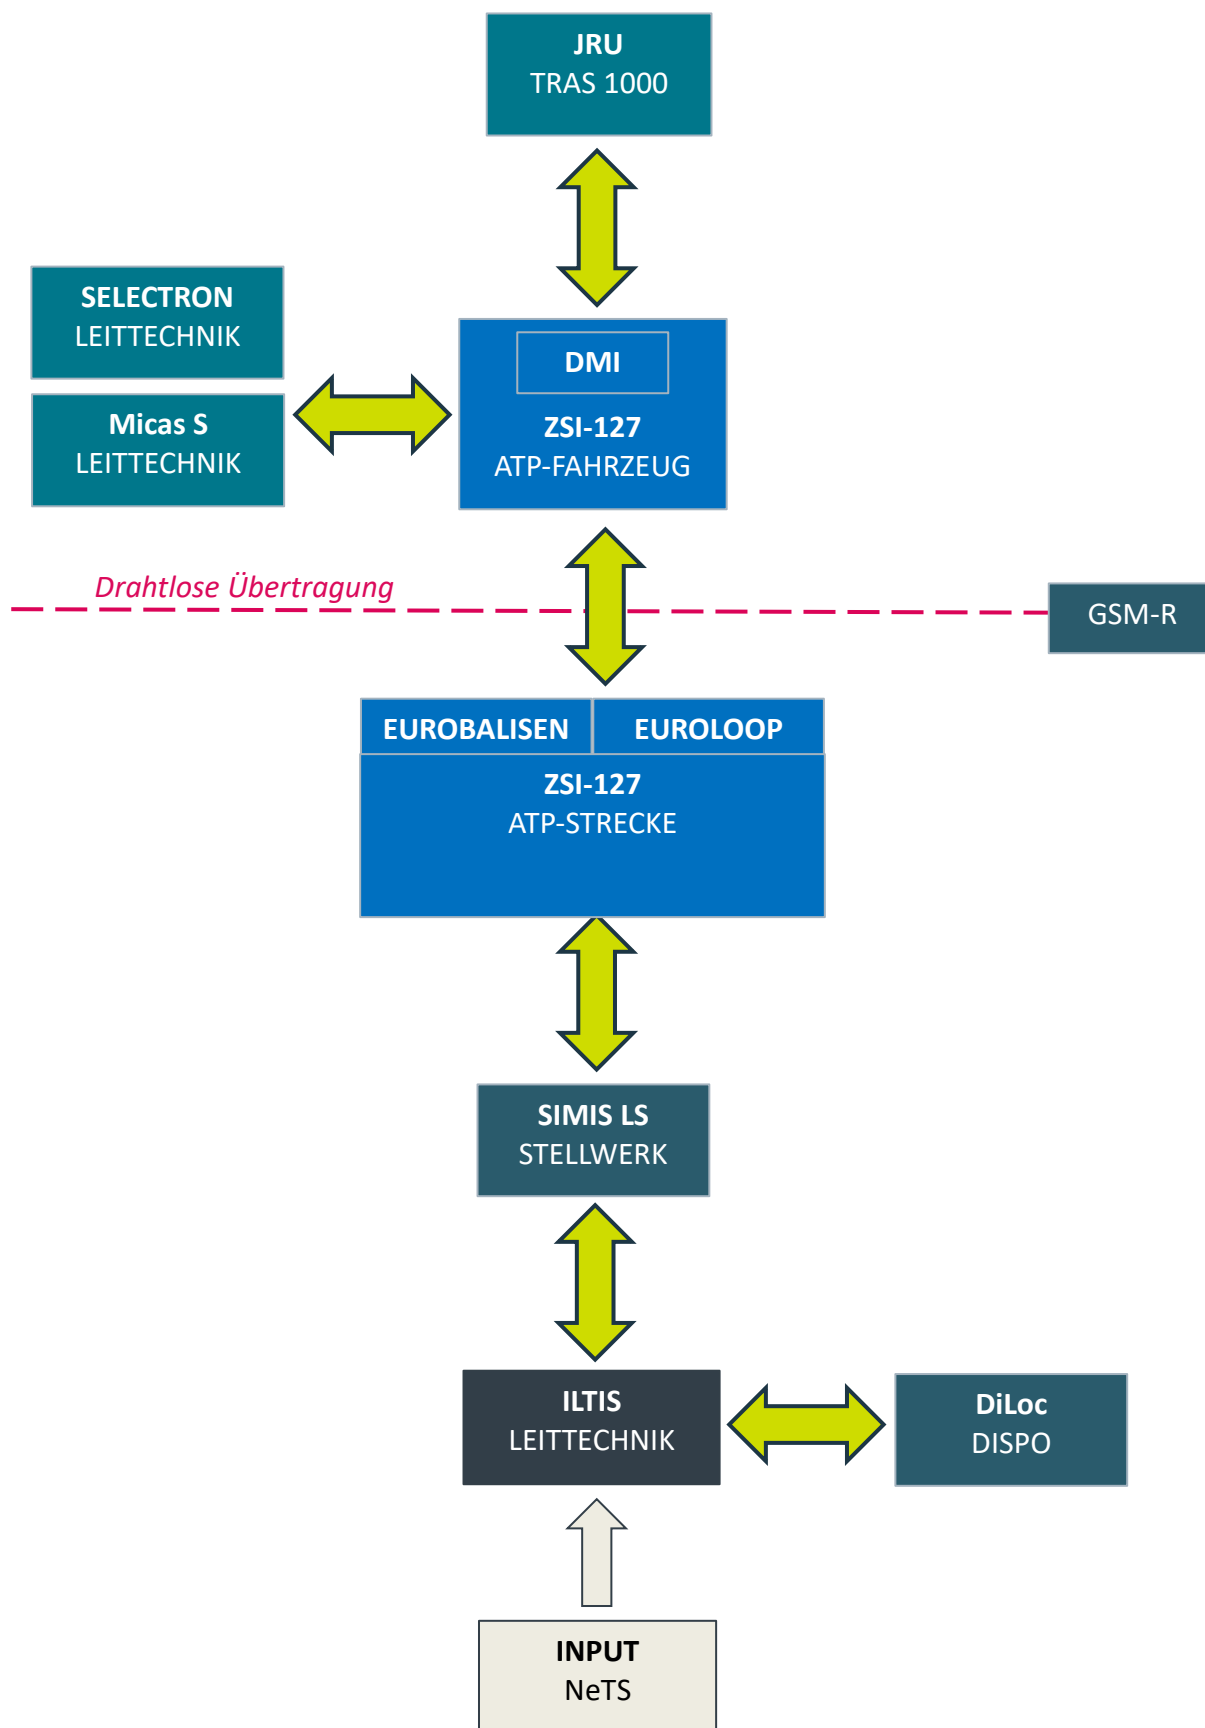 JRU
TRAS 1000
SELECTRON
LEITTECHNIK
Micas S
LEITTECHNIK
DMI
ZSI-127
ATP-FAHRZEUG
Drahtlose Übertragung
GSM-R
EUROBALISEN
EUROLOOP
ZSI-127
ATP-STRECKE
SIMIS LS
STELLWERK
ILTIS
LEITTECHNIK
DiLoc
DISPO
INPUT
NeTS